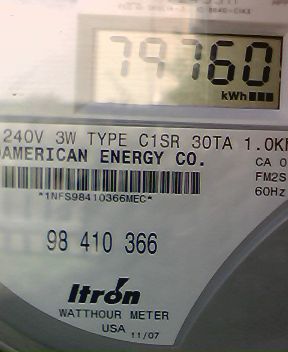 79760
kWh
240V 3W TYPE C1SR 30TA 1.0K
AMERICAN ENERGY CO.
CA 0
*1NFS98410366MEC*
FM2S
60Hz
98 410 366
Itron
WATTHOUR METER
USA 11/07